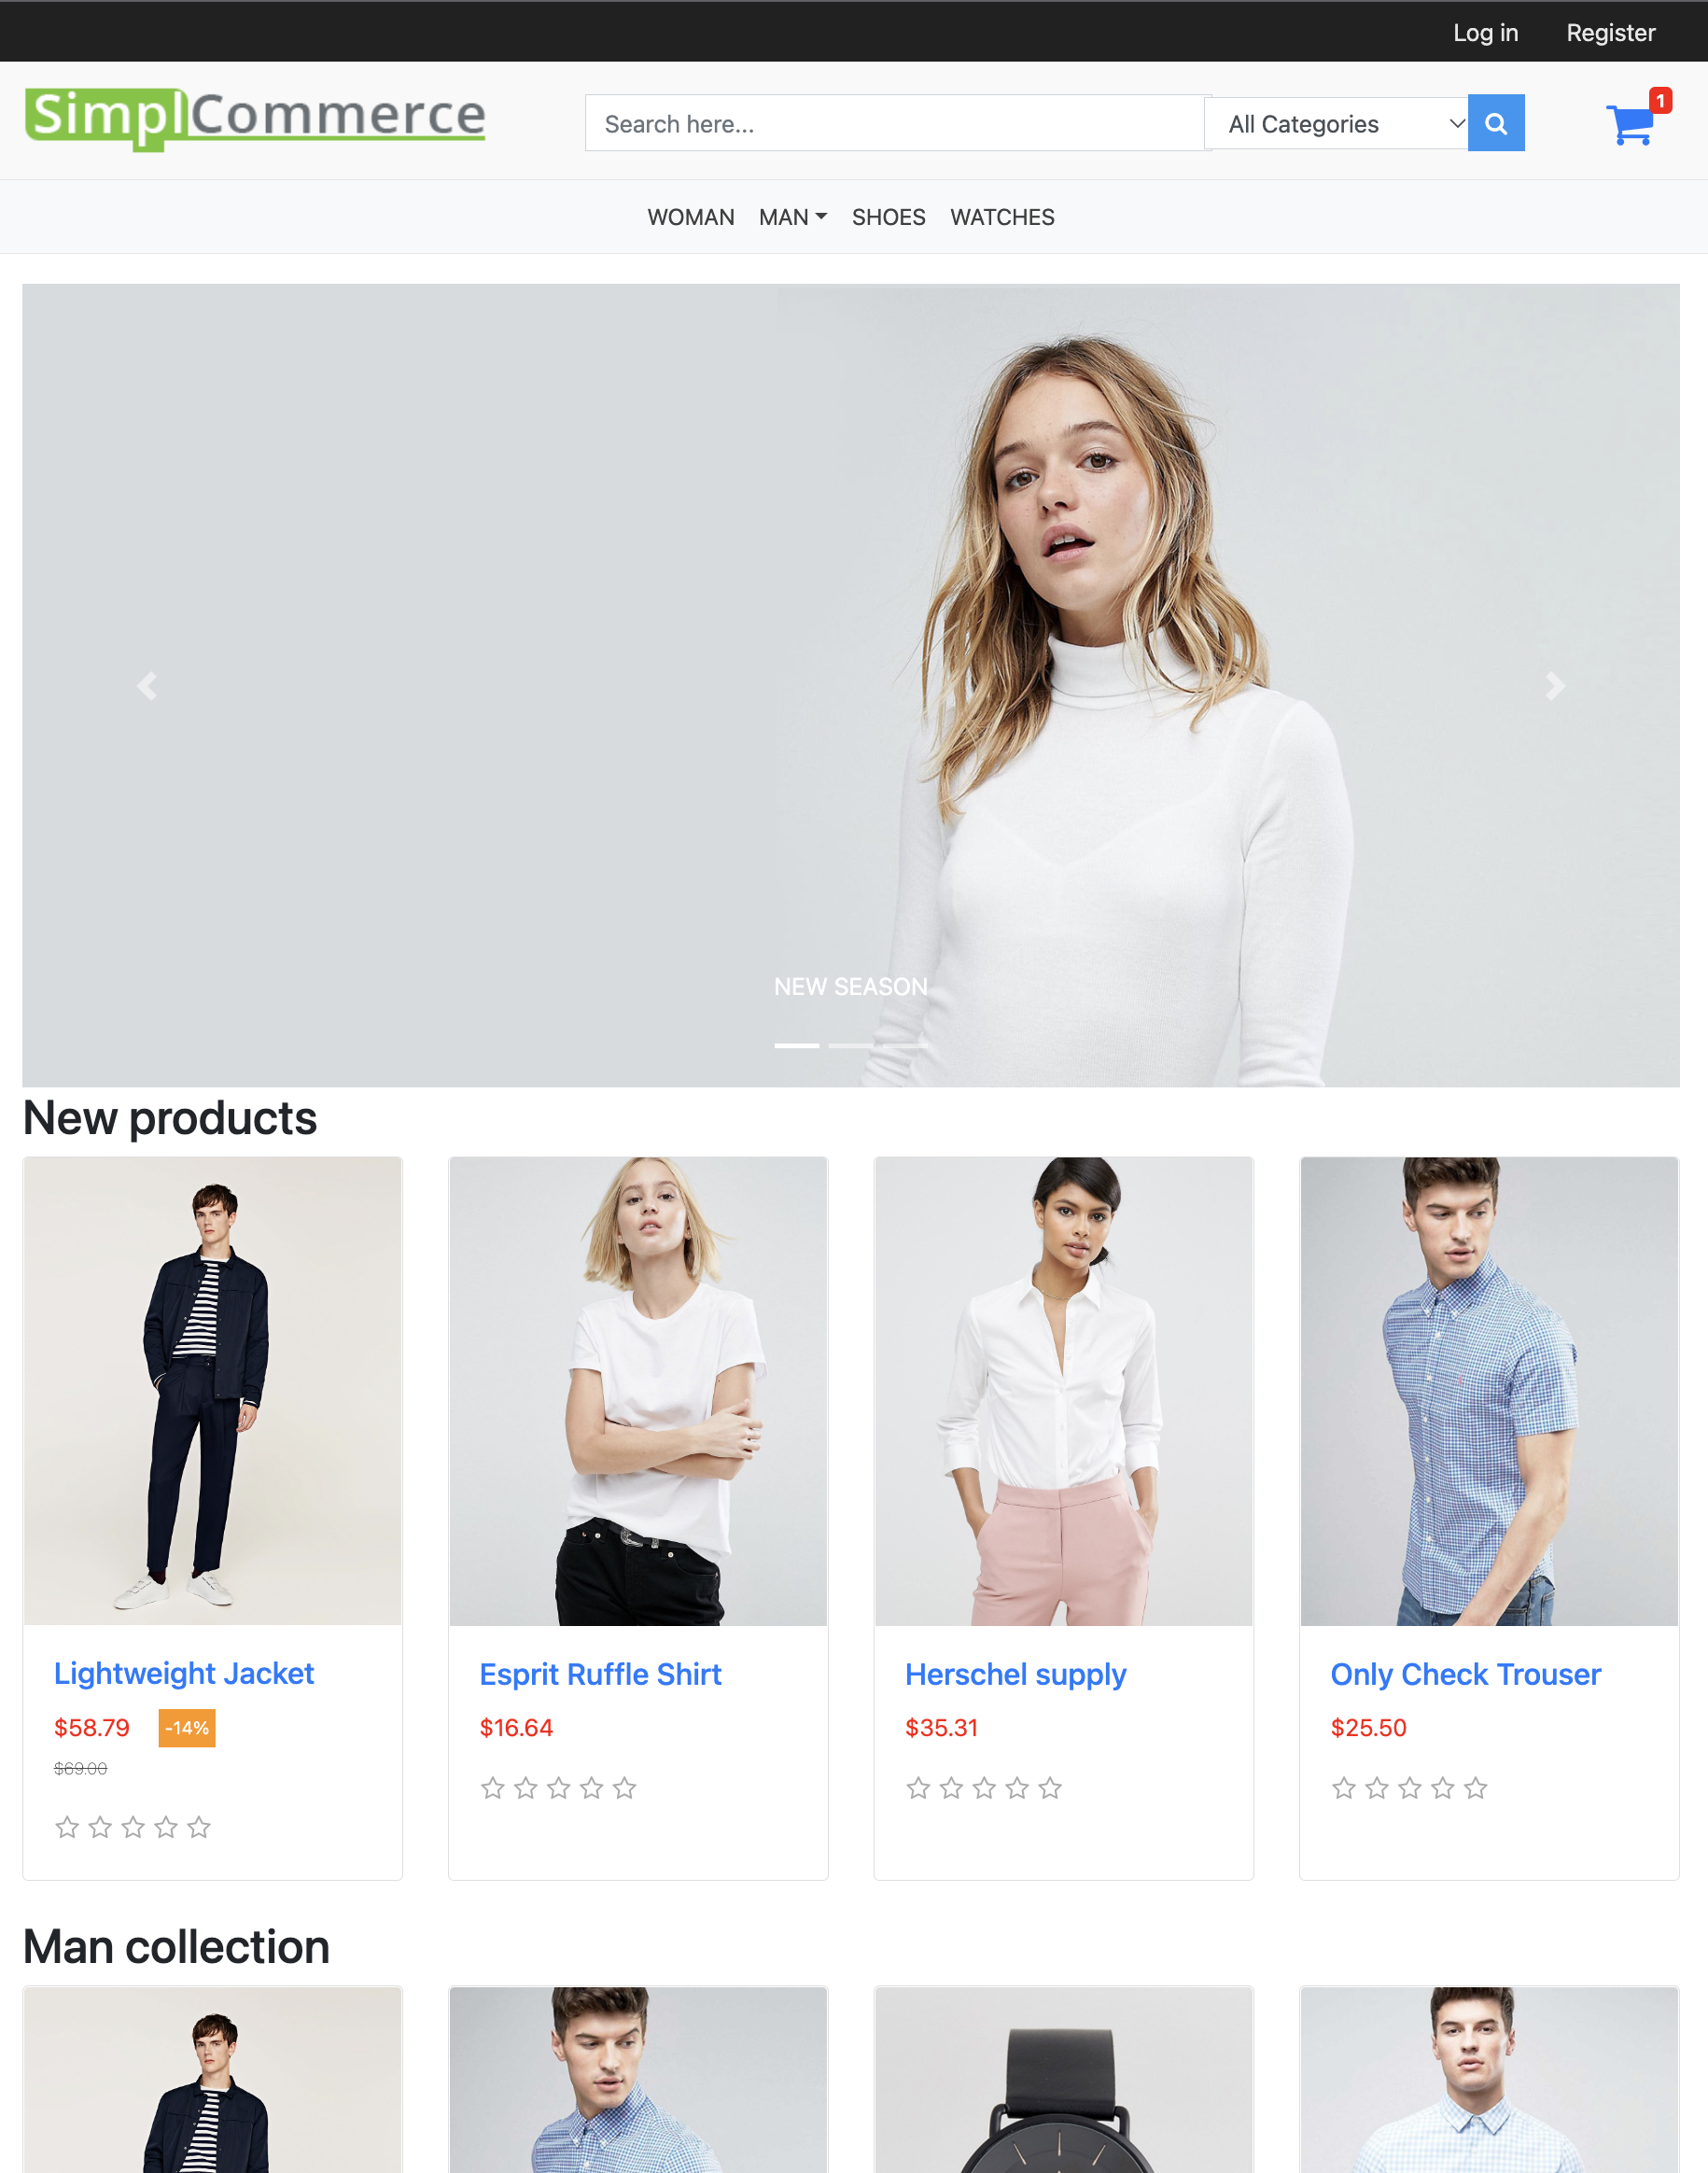 Log in Register
SimplCommerce
Search here...
All Categories
1
WOMAN MAN SHOES WATCHES
NEW SEASON
New products
Lightweight Jacket
$58.79 -14%
$69.00
Esprit Ruffle Shirt
$16.64
Herschel supply
$35.31
Only Check Trouser
$25.50
Man collection